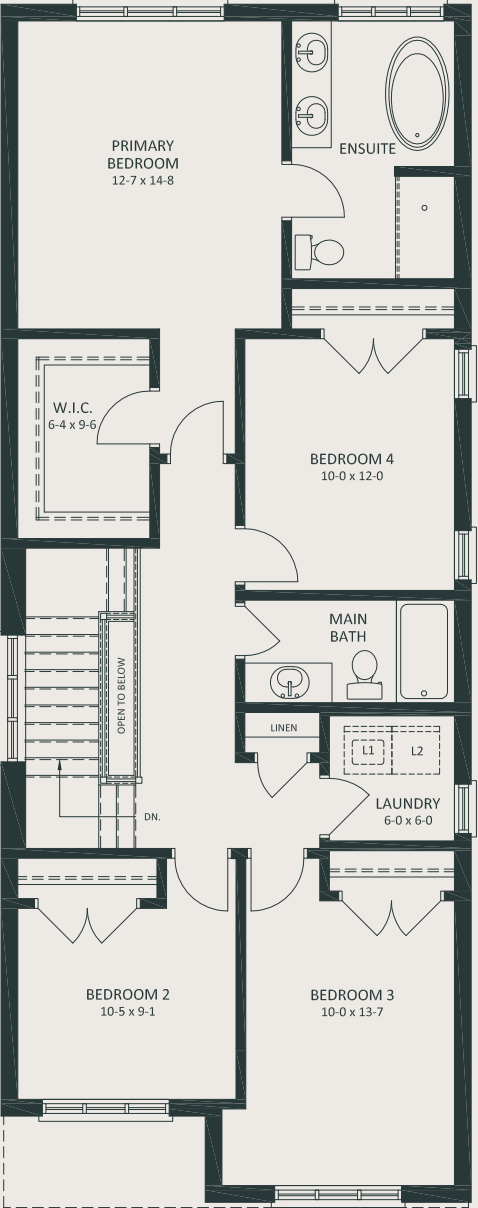 PRIMARY
BEDROOM
12-7 x 14-8
ENSUITE
W.I.C.
6-4 x 9-6
BEDROOM 4
10-0 x 12-0
MAIN
BATH
OPEN TO BELOW
LINEN
L1
L2
LAUNDRY
6-0 x 6-0
DN.
BEDROOM 2
10-5 x 9-1
BEDROOM 3
10-0 x 13-7